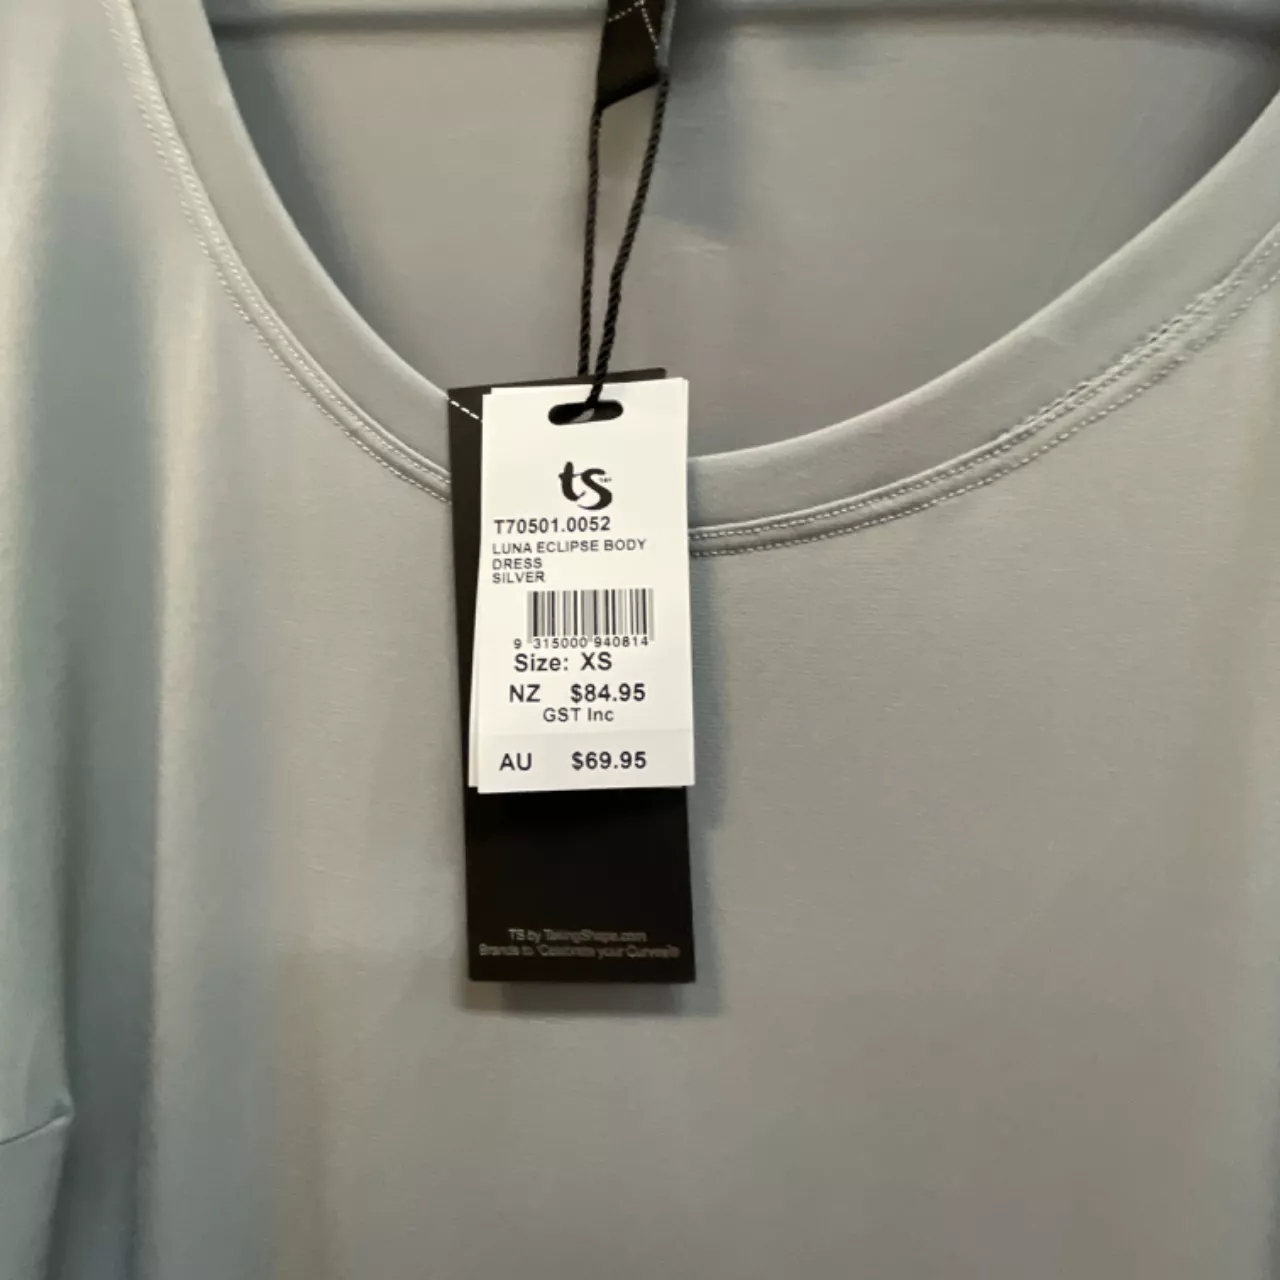 ts™
T70501.0052
LUNA ECLIPSE BODY
DRESS
SILVER
9 315000 940814
Size: XS
NZ $84.95
GST Inc
AU $69.95
TS by TakingShape.com
Brands to 'Celebrate your Curves'®